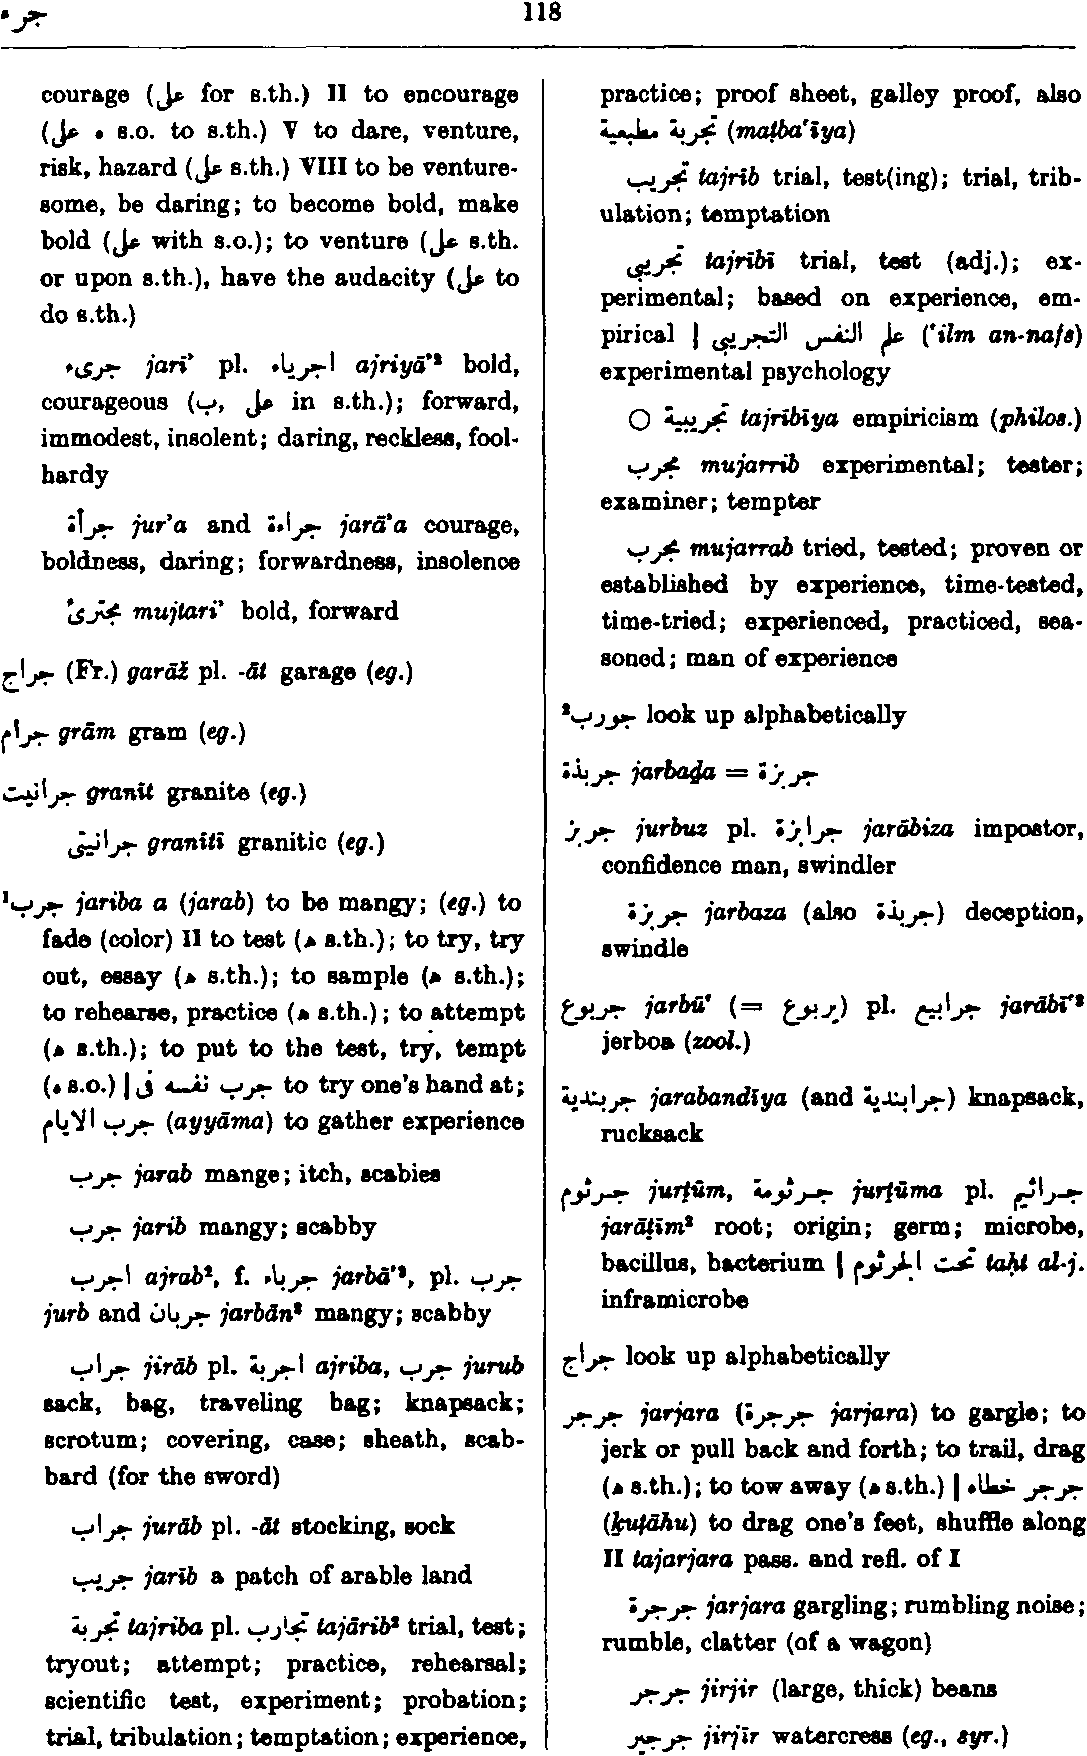 جرء
118
courage (على for s.th.) II to encourage
(ه على s.o. to s.th.) V to dare, venture,
risk, hazard (على s.th.) VIII to be venture-
some, be daring; to become bold, make
bold (على with s.o.); to venture (على s.th.
or upon s.th.), have the audacity (على to
do s.th.)
جرىء jarī’ pl. اجرياء ajriyā’² bold,
courageous (ب, على in s.th.); forward,
immodest, insolent; daring, reckless, fool-
hardy
جرأة jur’a and جراءة jarā’a courage,
boldness, daring; forwardness, insolence
مجترىء mujtari’ bold, forward
جراج (Fr.) garāž pl. -āt garage (eg.)
جرام grām gram (eg.)
جرانيت granīt granite (eg.)
جرانيتى granītī granitic (eg.)
¹جرب jariba a (jarab) to be mangy; (eg.) to
fade (color) II to test (ه s.th.); to try, try
out, essay (ه s.th.); to sample (ه s.th.);
to rehearse, practice (ه s.th.); to attempt
(ه s.th.); to put to the test, try, tempt
(ه s.o.) | جرب نفسه فى to try one’s hand at;
جرب الايام (ayyāma) to gather experience
جرب jarab mange; itch, scabies
جرب jarib mangy; scabby
اجرب ajrab², f. جرباء jarbā’², pl. جرب
jurb and جربان jarbān² mangy; scabby
جراب jirāb pl. اجربة ajriba, جرب jurub
sack, bag, traveling bag; knapsack;
scrotum; covering, case; sheath, scab-
bard (for the sword)
جراب jurāb pl. -āt stocking, sock
جريب jarīb a patch of arable land
تجربة tajriba pl. تجارب tajārib² trial, test;
tryout; attempt; practice, rehearsal;
scientific test, experiment; probation;
trial, tribulation; temptation; experience,
practice; proof sheet, galley proof, also
تجربة مطبعية (maṭba‘īya)
تجريب tajrīb trial, test(ing); trial, trib-
ulation; temptation
تجريبى tajrībī trial, test (adj.); ex-
perimental; based on experience, em-
pirical | علم النفس التجريبى (‘ilm an-nafs)
experimental psychology
○ تجريبية tajrībīya empiricism (philos.)
مجرب mujarrib experimental; tester;
examiner; tempter
مجرب mujarrab tried, tested; proven or
established by experience, time-tested,
time-tried; experienced, practiced, sea-
soned; man of experience
²جورب look up alphabetically
جربذة jarbaḏa = جربزة
جربز jurbuz pl. جرابزة jarābiza impostor,
confidence man, swindler
جربزة jarbaza (also جربذة) deception,
swindle
جربوع jarbū‘ (= يربوع) pl. جرابيع jarābī‘²
jerboa (zool.)
جربندية jarabandīya (and جرابندية) knapsack,
rucksack
جرثوم jurṯūm, جرثومة jurṯūma pl. جراثيم
jarāṯīm² root; origin; germ; microbe,
bacillus, bacterium | تحت الجرثوم taḥt al-j.
inframicrobe
جراج look up alphabetically
جرجر jarjara (جرجرة jarjara) to gargle; to
jerk or pull back and forth; to trail, drag
(ه s.th.); to tow away (ه s.th.) | جرجر خطاه
(ḵuṭāhu) to drag one’s feet, shuffle along
II tajarjara pass. and refl. of I
جرجرة jarjara gargling; rumbling noise;
rumble, clatter (of a wagon)
جرجر jirjir (large, thick) beans
جرجير jirjīr watercress (eg., syr.)